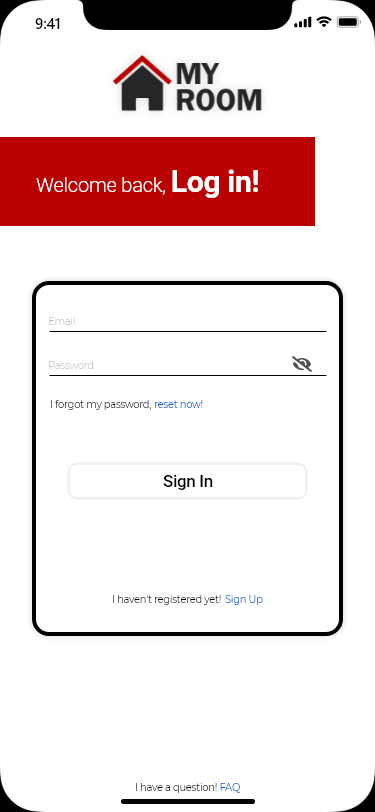 9:41
MY
ROOM
Welcome back, Log in!
Email
Password
I forgot my password, reset now!
Sign In
I haven't registered yet! Sign Up
I have a question! FAQ